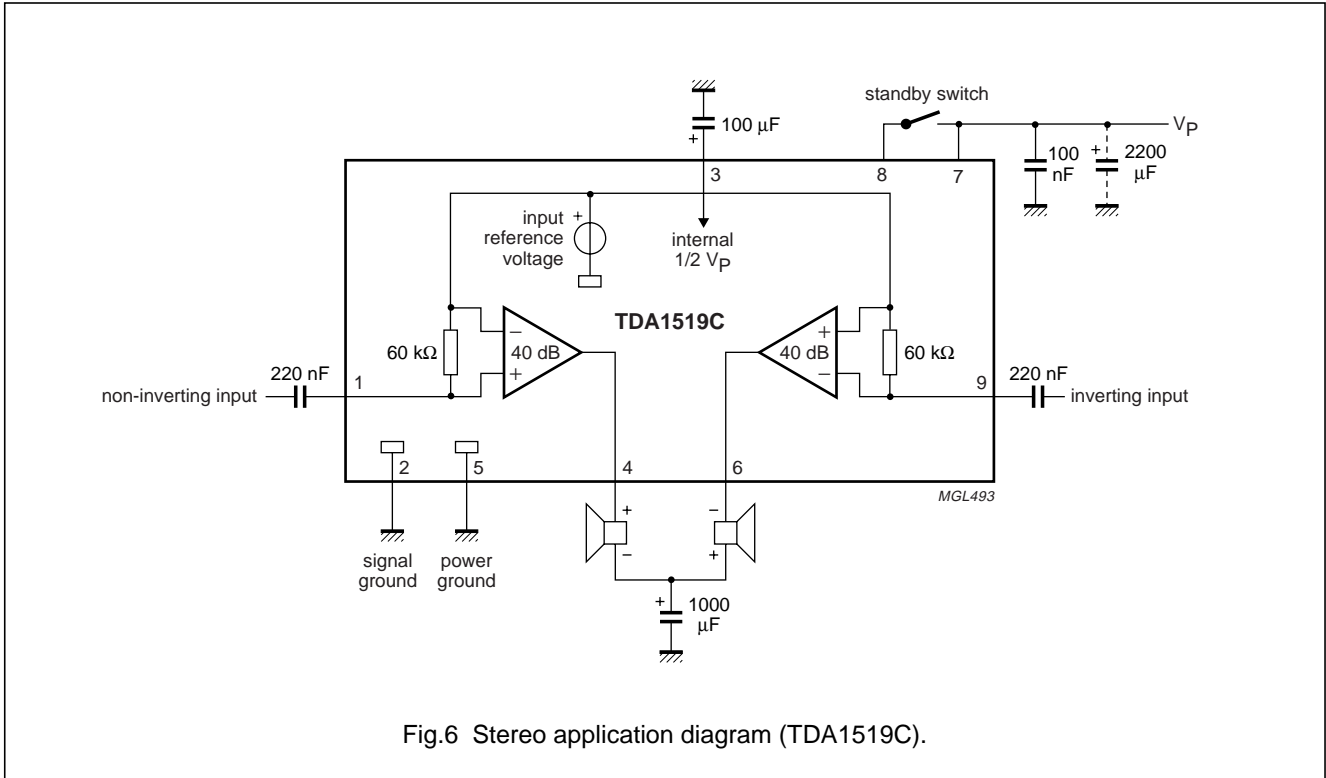 standby switch
100 μF
+
V_P
100
nF
+
2200
μF
3
8
7
input
reference
voltage
+
internal
1/2 V_P
TDA1519C
60 kΩ
−
40 dB
+
+
40 dB
−
60 kΩ
220 nF
1
non-inverting input
9
220 nF
inverting input
2
5
4
6
MGL493
signal
ground
power
ground
+
−
−
+
+
1000
μF
Fig.6 Stereo application diagram (TDA1519C).